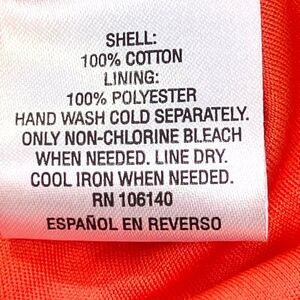 SHELL:
100% COTTON
LINING:
100% POLYESTER
HAND WASH COLD SEPARATELY.
ONLY NON-CHLORINE BLEACH
WHEN NEEDED. LINE DRY.
COOL IRON WHEN NEEDED.
RN 106140
ESPAÑOL EN REVERSO